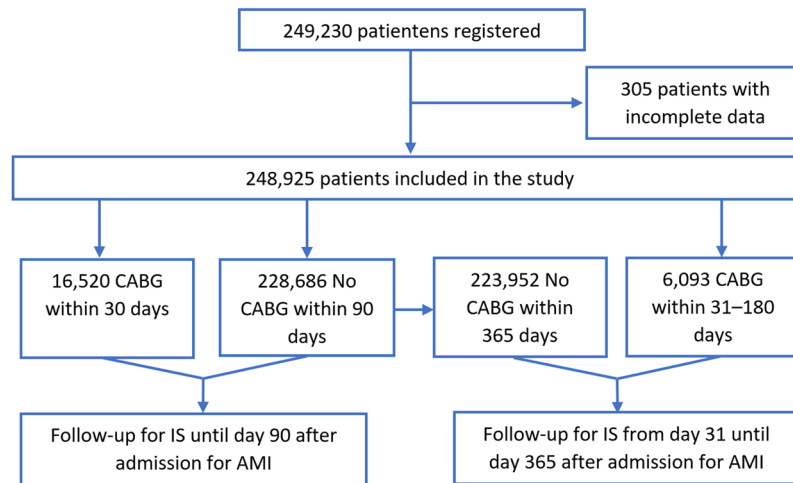 249,230 patientens registered
305 patients with
incomplete data
248,925 patients included in the study
16,520 CABG
within 30 days
228,686 No
CABG within 90
days
223,952 No
CABG within
365 days
6,093 CABG
within 31–180
days
Follow-up for IS until day 90 after
admission for AMI
Follow-up for IS from day 31 until
day 365 after admission for AMI